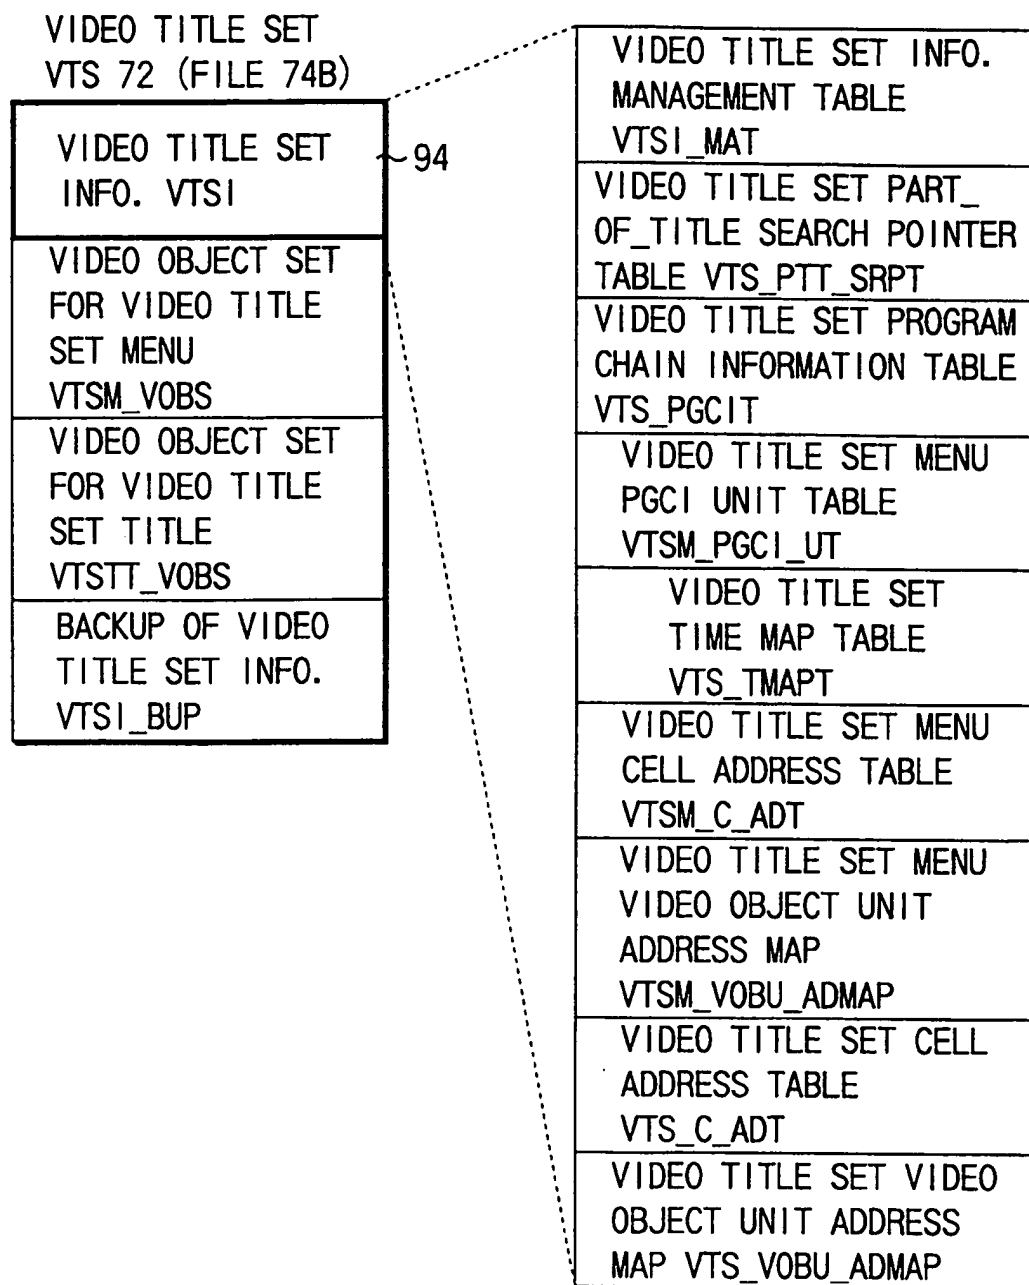 VIDEO TITLE SET
VTS 72 (FILE 74B)
VIDEO TITLE SET
INFO. VTSI
94
VIDEO OBJECT SET
FOR VIDEO TITLE
SET MENU
VTSM_VOBS
VIDEO OBJECT SET
FOR VIDEO TITLE
SET TITLE
VTSTT_VOBS
BACKUP OF VIDEO
TITLE SET INFO.
VTSI_BUP
VIDEO TITLE SET INFO.
MANAGEMENT TABLE
VTSI_MAT
VIDEO TITLE SET PART_
OF_TITLE SEARCH POINTER
TABLE VTS_PTT_SRPT
VIDEO TITLE SET PROGRAM
CHAIN INFORMATION TABLE
VTS_PGCIT
VIDEO TITLE SET MENU
PGCI UNIT TABLE
VTSM_PGCI_UT
VIDEO TITLE SET
TIME MAP TABLE
VTS_TMAPT
VIDEO TITLE SET MENU
CELL ADDRESS TABLE
VTSM_C_ADT
VIDEO TITLE SET MENU
VIDEO OBJECT UNIT
ADDRESS MAP
VTSM_VOBU_ADMAP
VIDEO TITLE SET CELL
ADDRESS TABLE
VTS_C_ADT
VIDEO TITLE SET VIDEO
OBJECT UNIT ADDRESS
MAP VTS_VOBU_ADMAP